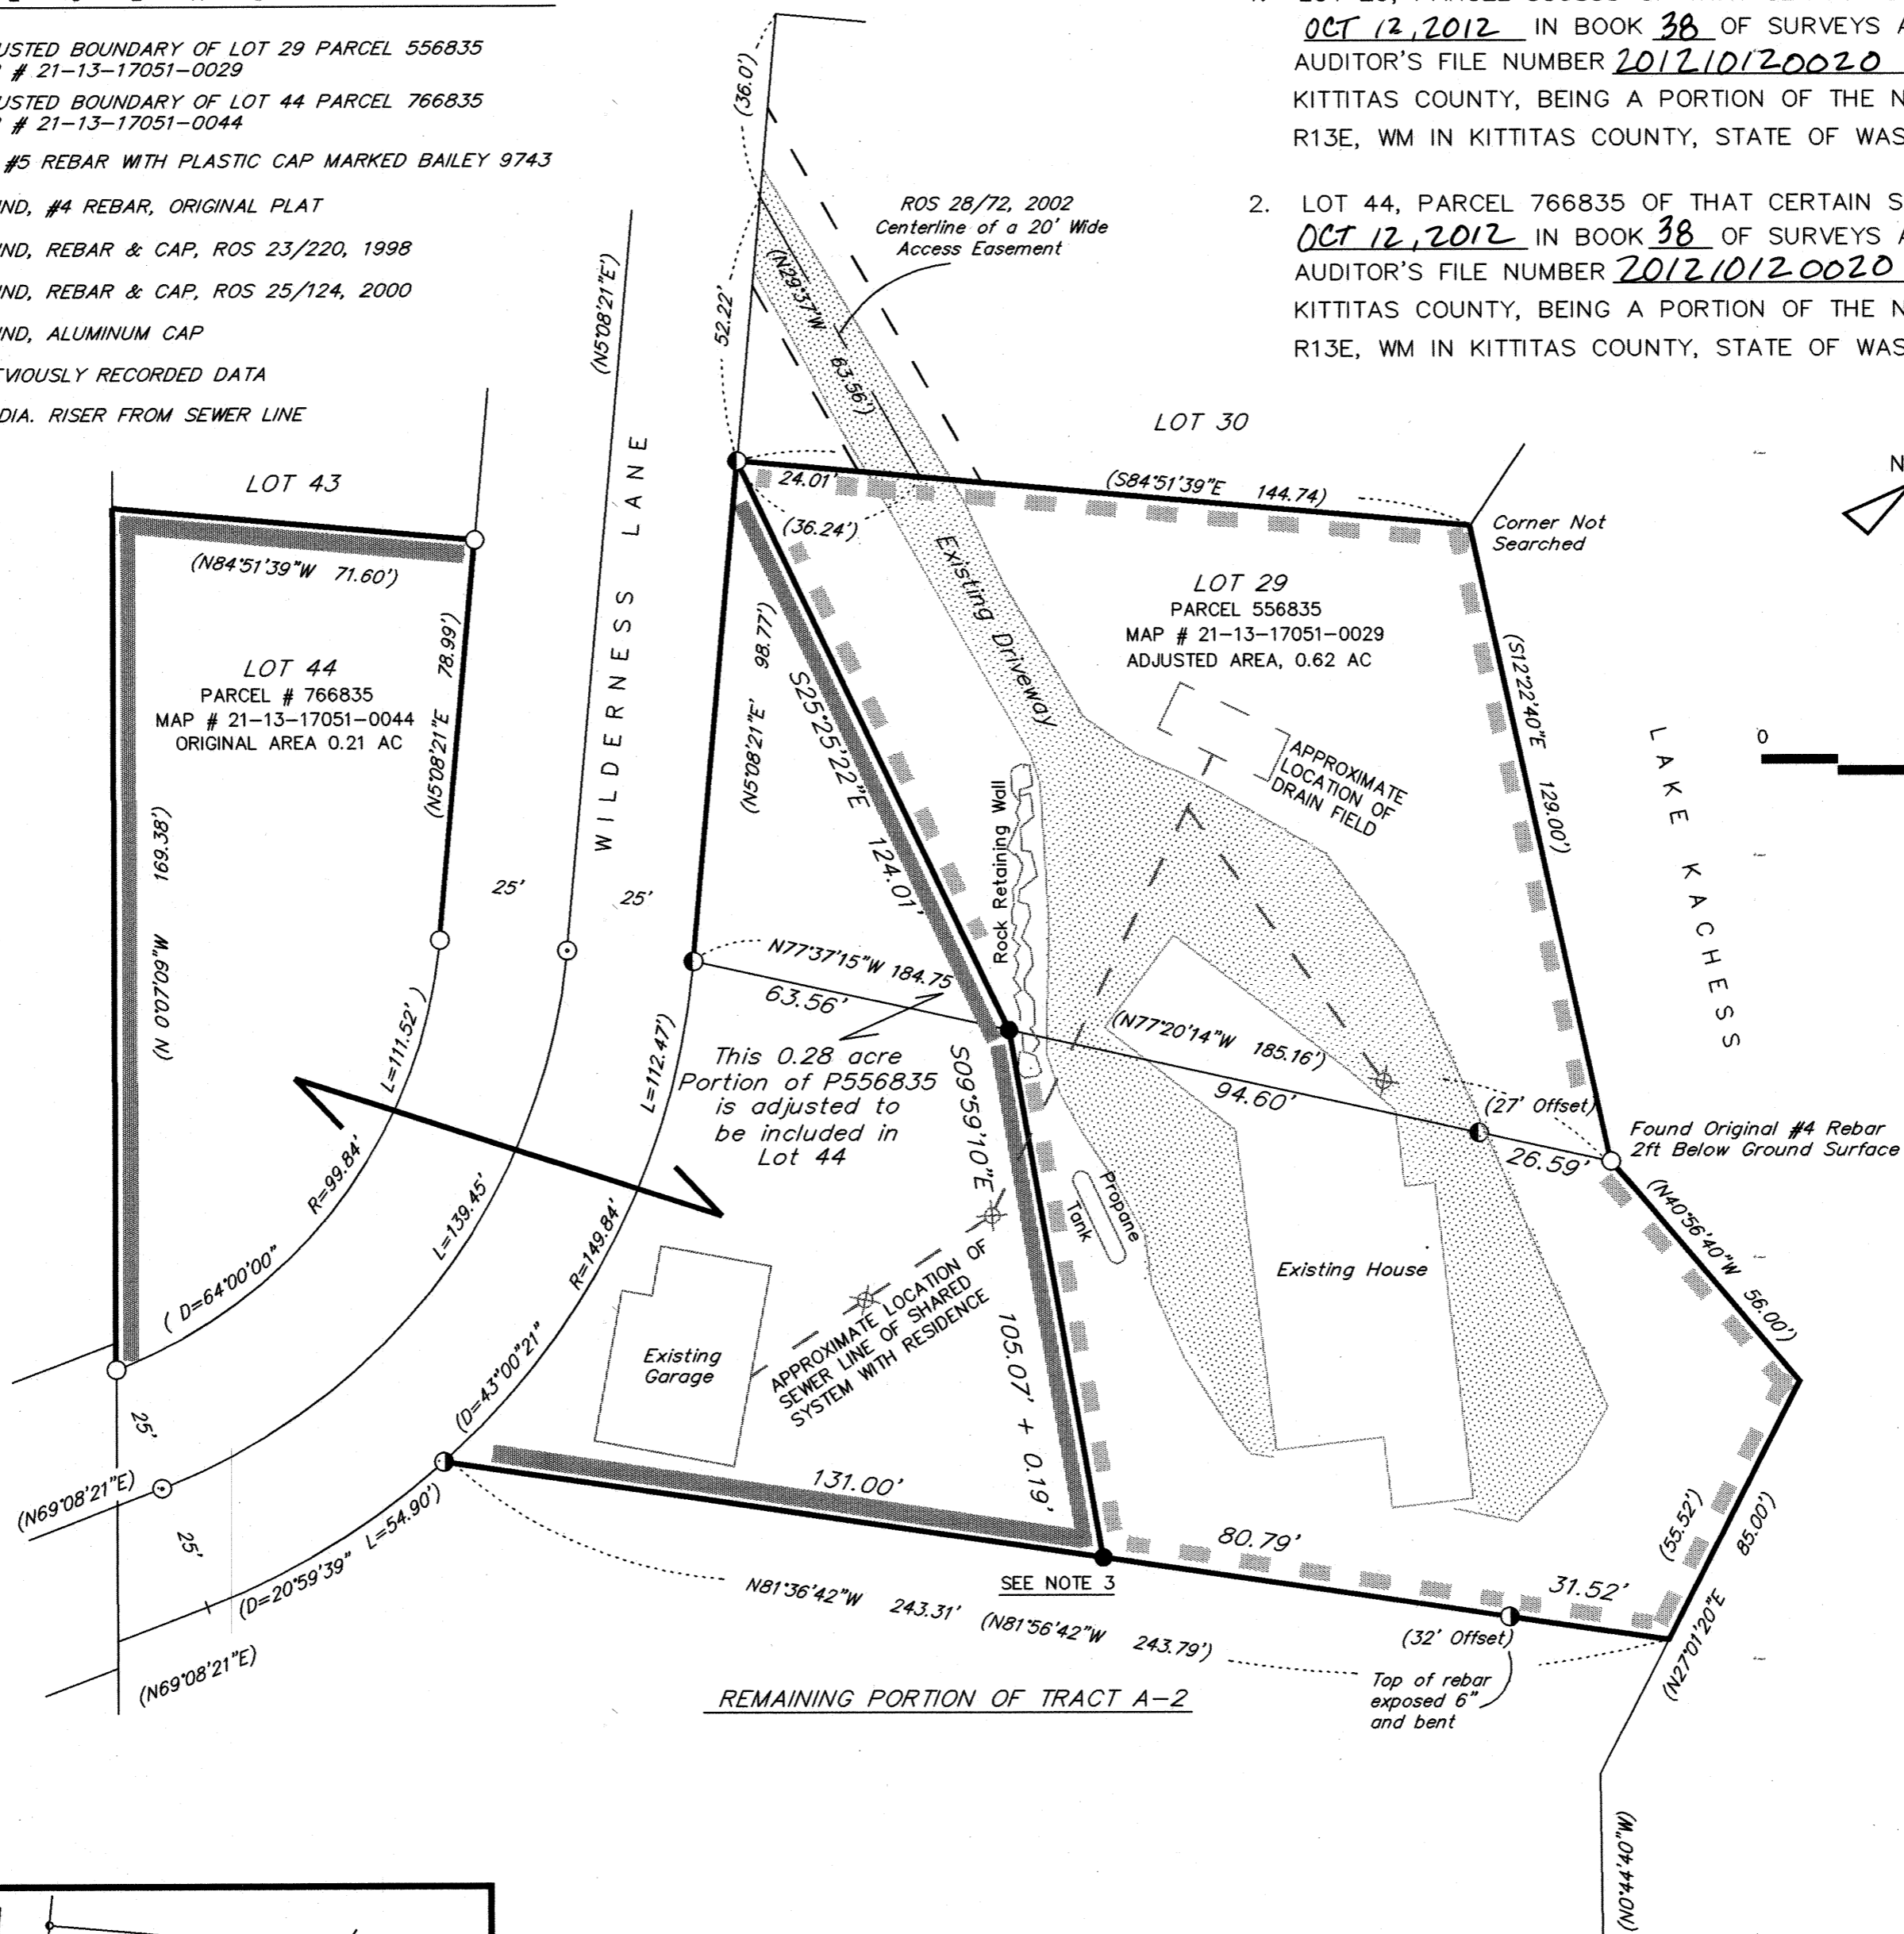 ADJUSTED BOUNDARY OF LOT 29 PARCEL 556835
# 21-13-17051-0029
ADJUSTED BOUNDARY OF LOT 44 PARCEL 766835
# 21-13-17051-0044
#5 REBAR WITH PLASTIC CAP MARKED BAILEY 9743
#4 REBAR, ORIGINAL PLAT
REBAR & CAP, ROS 23/220, 1998
REBAR & CAP, ROS 25/124, 2000
ALUMINUM CAP
RECORDED DATA
DIA. RISER FROM SEWER LINE
OCT 12, 2012 IN BOOK 38 OF SURVEYS
AUDITOR'S FILE NUMBER 201210120020
KITTITAS COUNTY, BEING A PORTION OF THE
R13E, WM IN KITTITAS COUNTY, STATE OF
2. LOT 44, PARCEL 766835 OF THAT CERTAIN
OCT 12, 2012 IN BOOK 38 OF SURVEYS
AUDITOR'S FILE NUMBER 201210120020
KITTITAS COUNTY, BEING A PORTION OF THE
R13E, WM IN KITTITAS COUNTY, STATE OF
(36.0')
52.22'
ROS 28/72, 2002
Centerline of a 20' Wide
Access Easement
(N29°37'W 63.56')
(N5°08'21"E')
WILDERNESS LANE
LOT 43
(N84°51'39"W 71.60')
LOT 44
PARCEL # 766835
MAP # 21-13-17051-0044
ORIGINAL AREA 0.21 AC
(N5°08'21"E 78.99')
(N 0°07'09"W 169.38')
25'
25'
LOT 30
24.01'
(36.24')
(S84°51'39"E 144.74)
Corner Not
Searched
N
Existing Driveway
LOT 29
PARCEL 556835
MAP # 21-13-17051-0029
ADJUSTED AREA, 0.62 AC
(S12°22'40"E 129.00')
LAKE KACHESS
0
(N5°08'21"E' 98.77')
S25°25'22"E 124.01'
Rock Retaining Wall
APPROXIMATE
LOCATION OF
DRAIN FIELD
N77°37'15"W 184.75
63.56'
(N77°20'14"W 185.16')
94.60'
(27' Offset)
26.59'
Found Original #4 Rebar
2ft Below Ground Surface
This 0.28 acre
Portion of P556835
is adjusted to
be included in
Lot 44
L=111.52' )
R=99.84'
( D=64°00'00"
L=139.45'
L=112.47')
R=149.84'
(D=43°00"21"
S09°59'10"E
105.07' + 0.19'
Propane
Tank
Existing House
(N40°56'40"W 56.00')
Existing
Garage
APPROXIMATE LOCATION OF
SEWER LINE OF SHARED
SYSTEM WITH RESIDENCE
25'
(N69°08'21"E)
25'
(D=20°59'39" L=54.90')
(N69°08'21"E)
131.00'
80.79'
31.52'
(55.52')
85.00')
(N27°01'20"E
SEE NOTE 3
N81°36'42"W 243.31' (N81°56'42"W 243.79')
(32' Offset)
Top of rebar
exposed 6"
and bent
REMAINING PORTION OF TRACT A-2
(N0°44'40"W)